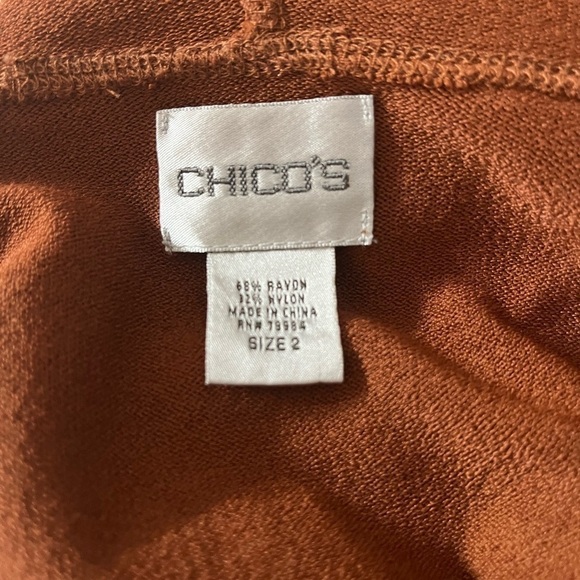 CHICO'S
68% RAYON
32% NYLON
MADE IN CHINA
RN# 79984
SIZE 2